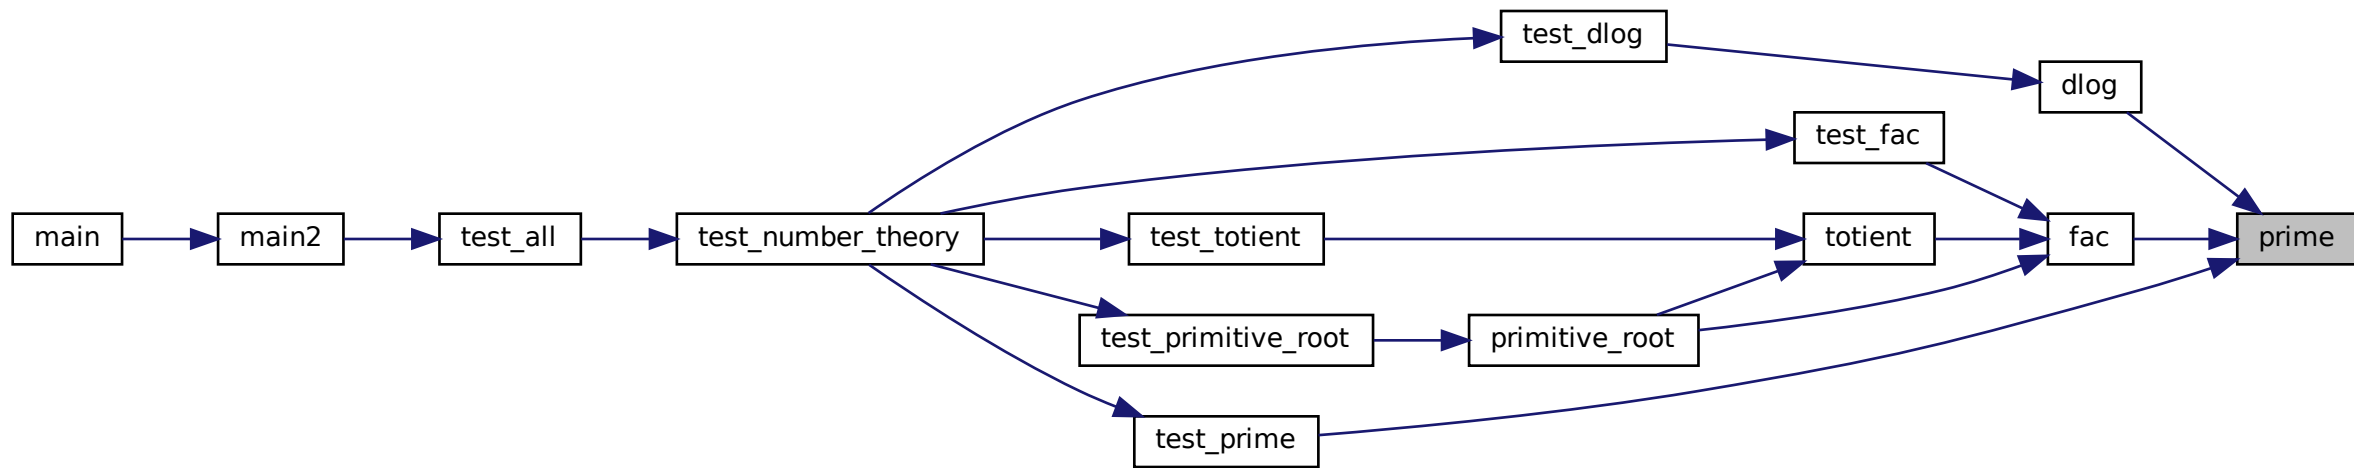 test_dlog
dlog
test_fac
main
main2
test_all
test_number_theory
test_totient
totient
fac
prime
test_primitive_root
primitive_root
test_prime